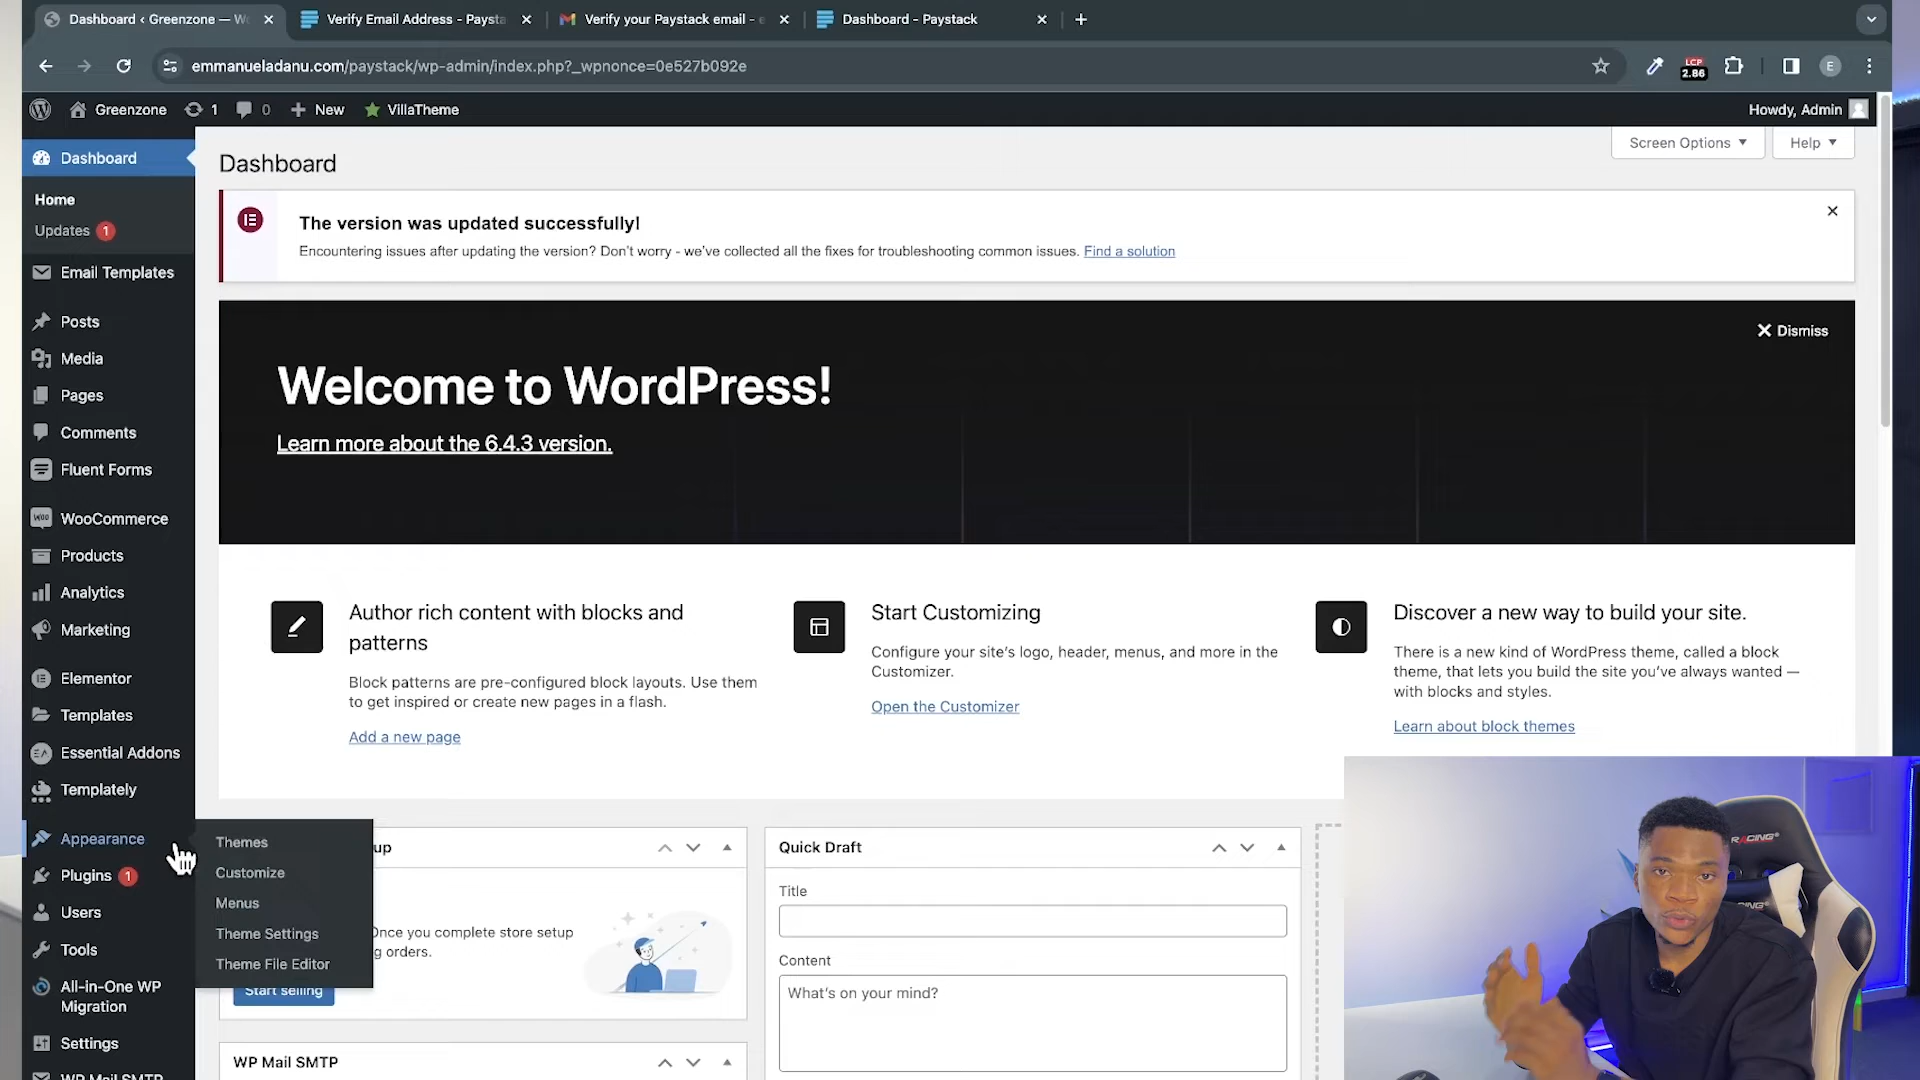 Dashboard ‹ Greenzone — W
Verify Email Address - Paysta
Verify your Paystack email - e
Dashboard - Paystack
emmanueladanu.com/paystack/wp-admin/index.php?_wpnonce=0e527b092e
LCP
2.86
E
Greenzone
1
0
New
VillaTheme
Howdy, Admin
Dashboard
Home
Updates 1
Email Templates
Posts
Media
Pages
Comments
Fluent Forms
WooCommerce
Products
Analytics
Marketing
Elementor
Templates
Essential Addons
Templately
Appearance
Plugins 1
Users
Tools
All-in-One WP
Migration
Settings
WP Mail SMTP
Themes
Customize
Menus
Theme Settings
Theme File Editor
Dashboard
Screen Options
Help
The version was updated successfully!
Encountering issues after updating the version? Don't worry - we've collected all the fixes for troubleshooting common issues. Find a solution
Dismiss
Welcome to WordPress!
Learn more about the 6.4.3 version.
Author rich content with blocks and
patterns
Block patterns are pre-configured block layouts. Use them
to get inspired or create new pages in a flash.
Add a new page
Start Customizing
Configure your site's logo, header, menus, and more in the
Customizer.
Open the Customizer
Discover a new way to build your site.
There is a new kind of WordPress theme, called a block
theme, that lets you build the site you've always wanted —
with blocks and styles.
Learn about block themes
up
Once you complete store setup
g orders.
Start selling
WP Mail SMTP
Quick Draft
Title
Content
What's on your mind?
RACING